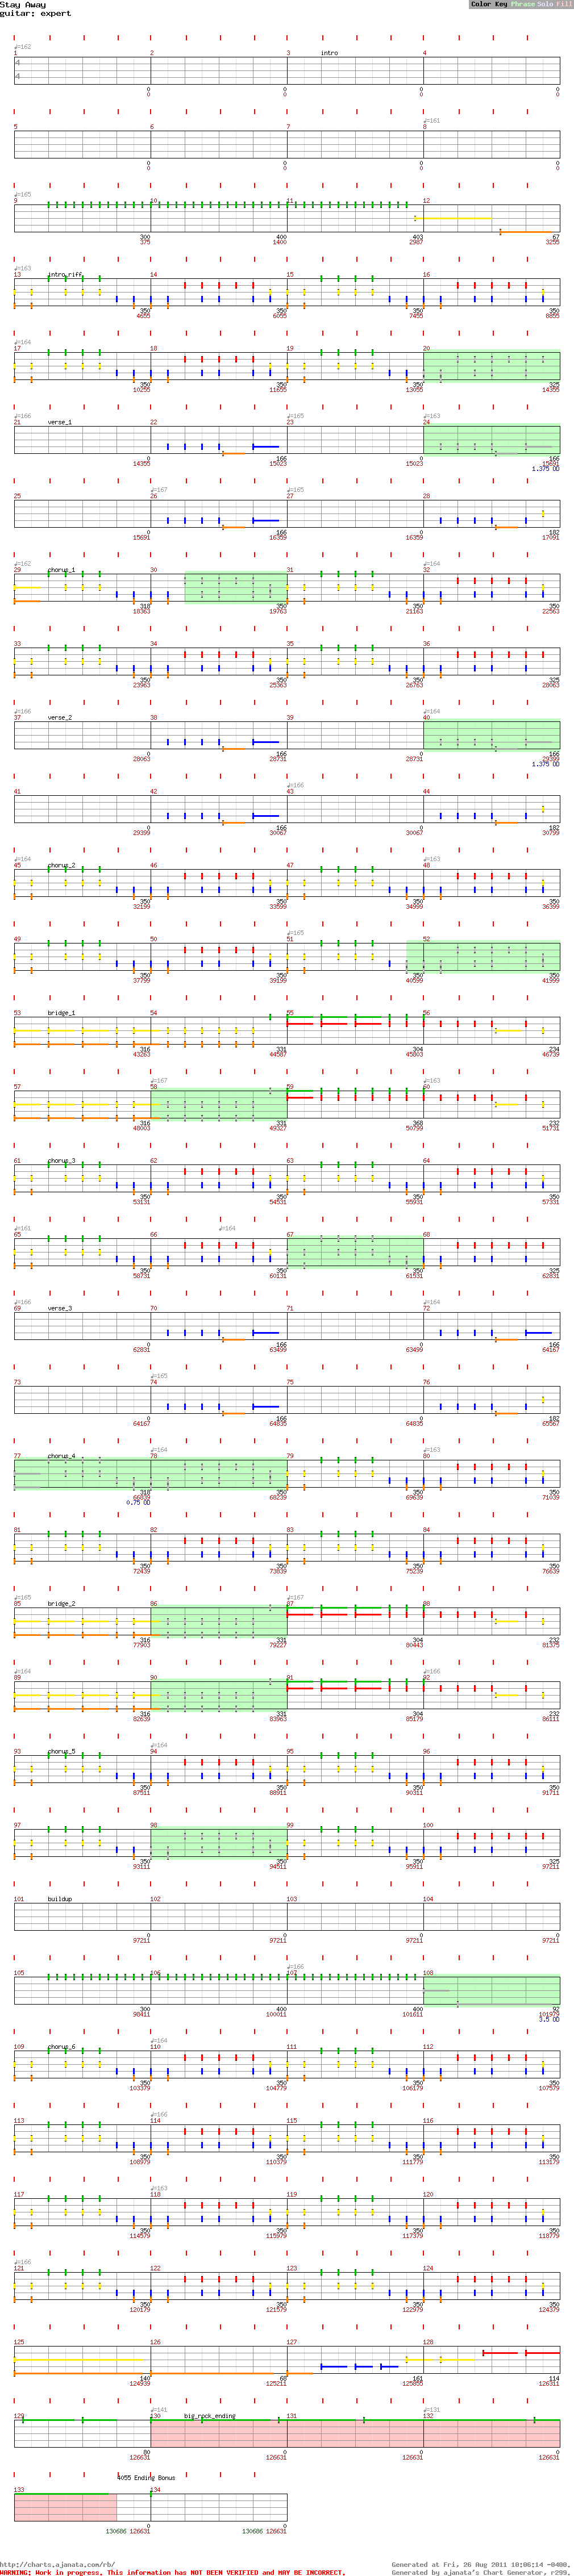 Stay Away
guitar: expert
Color Key Phrase Solo Fill
♩=162
1 2 3 intro 4
4
4
0 0 0 0
0 0 0 0
♩=161
5 6 7 8
0 0 0 0
0 0 0 0
♩=165
9 10 11 12
300 400 403 67
375 1400 2987 3255
♩=163
13 intro_riff 14 15 16
350 350 350 350
4655 6055 7455 8855
♩=164
17 18 19 20
350 350 350 325
10255 11655 13055 14355
♩=166 ♩=165 ♩=163
21 verse_1 22 23 24
0 166 0 166
14355 15023 15023 15691
1.375 OD
♩=167 ♩=165
25 26 27 28
0 166 0 182
15691 16359 16359 17091
♩=162 ♩=164
29 chorus_1 30 31 32
318 350 350 350
18363 19763 21163 22563
33 34 35 36
350 350 350 325
23963 25363 26763 28063
♩=166 ♩=164
37 verse_2 38 39 40
0 166 0 166
28063 28731 28731 29399
1.375 OD
♩=166
41 42 43 44
0 166 0 182
29399 30067 30067 30799
♩=164 ♩=163
45 chorus_2 46 47 48
350 350 350 350
32199 33599 34999 36399
♩=165
49 50 51 52
350 350 350 350
37799 39199 40599 41999
53 bridge_1 54 55 56
316 331 304 234
43263 44587 45803 46739
♩=167 ♩=163
57 58 59 60
316 331 368 232
48003 49327 50799 51731
61 chorus_3 62 63 64
350 350 350 350
53131 54531 55931 57331
♩=161 ♩=164
65 66 67 68
350 350 350 325
58731 60131 61531 62831
♩=166 ♩=164
69 verse_3 70 71 72
0 166 0 166
62831 63499 63499 64167
♩=165
73 74 75 76
0 166 0 182
64167 64835 64835 65567
♩=164 ♩=163
77 chorus_4 78 79 80
318 350 350 350
66839 68239 69639 71039
0.75 OD
81 82 83 84
350 350 350 350
72439 73839 75239 76639
♩=165 ♩=167
85 bridge_2 86 87 88
316 331 304 232
77903 79227 80443 81375
♩=164 ♩=166
89 90 91 92
316 331 304 232
82639 83963 85179 86111
♩=164
93 chorus_5 94 95 96
350 350 350 350
87511 88911 90311 91711
97 98 99 100
350 350 350 325
93111 94511 95911 97211
101 buildup 102 103 104
0 0 0 0
97211 97211 97211 97211
♩=166
105 106 107 108
300 400 400 92
98411 100011 101611 101979
3.5 OD
♩=164
109 chorus_6 110 111 112
350 350 350 350
103379 104779 106179 107579
♩=166
113 114 115 116
350 350 350 350
108979 110379 111779 113179
♩=163
117 118 119 120
350 350 350 350
114579 115979 117379 118779
♩=166
121 122 123 124
350 350 350 350
120179 121579 122979 124379
125 126 127 128
140 68 161 114
124939 125211 125855 126311
♩=141 ♩=131
129 130 big_rock_ending 131 132
80 0 0 0
126631 126631 126631 126631
4055 Ending Bonus
133 134
0 0
130686 126631 130686 126631
http://charts.ajanata.com/rb/
WARNING: Work in progress. This information has NOT BEEN VERIFIED and MAY BE INCORRECT.
Generated at Fri, 26 Aug 2011 18:06:14 -0400,
Generated by ajanata's Chart Generator, r299.